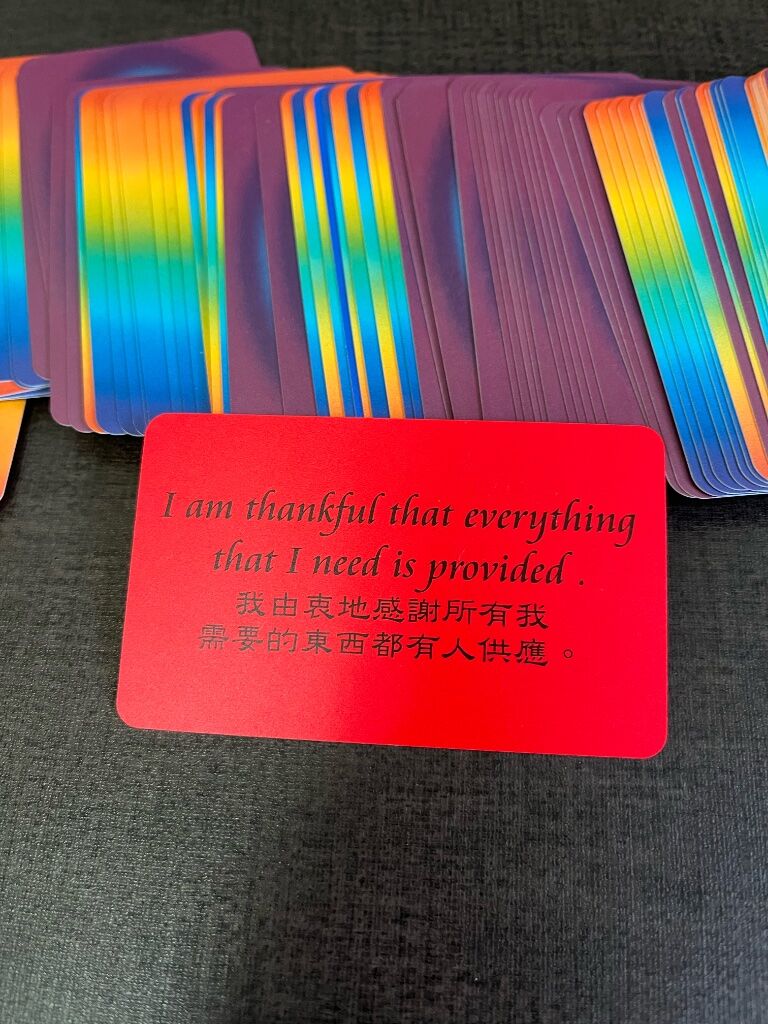 I am thankful that everything
that I need is provided .
我由衷地感謝所有我
需要的東西都有人供應。